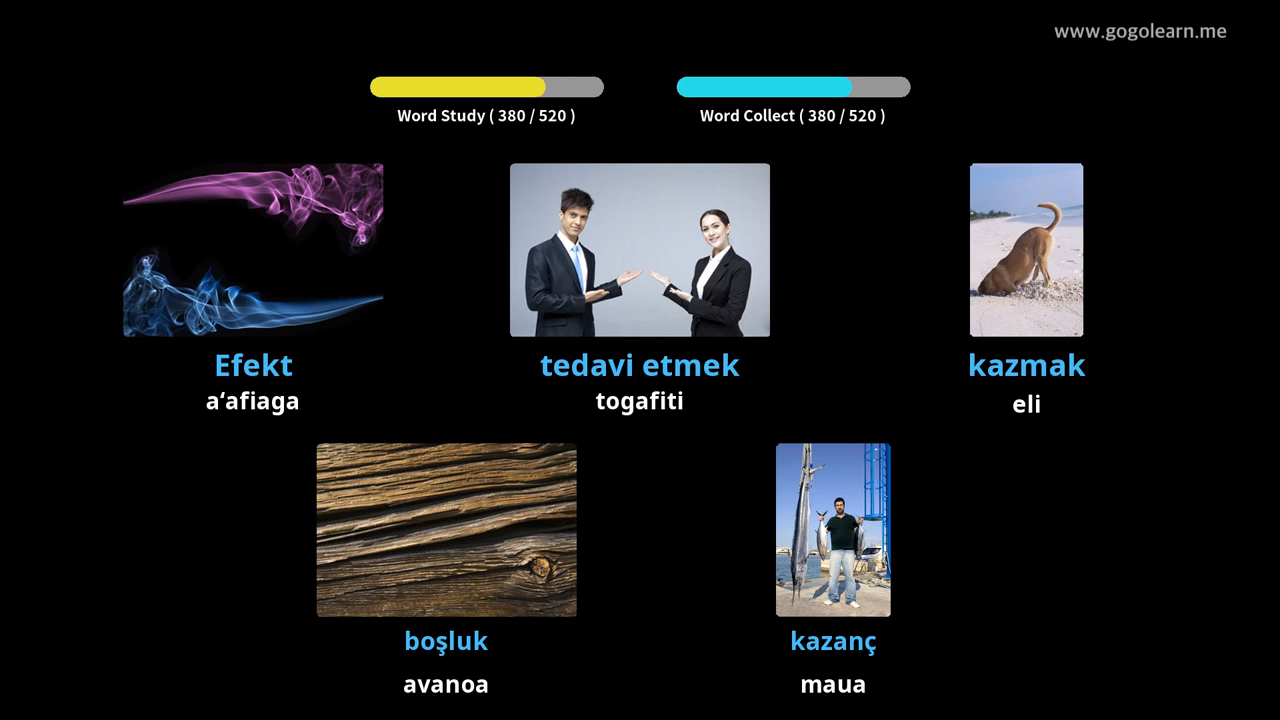 www.gogolearn.me
Word Study ( 380 / 520 )
Word Collect ( 380 / 520 )
Efekt
aʻafiaga
tedavi etmek
togafiti
kazmak
eli
boşluk
avanoa
kazanç
maua